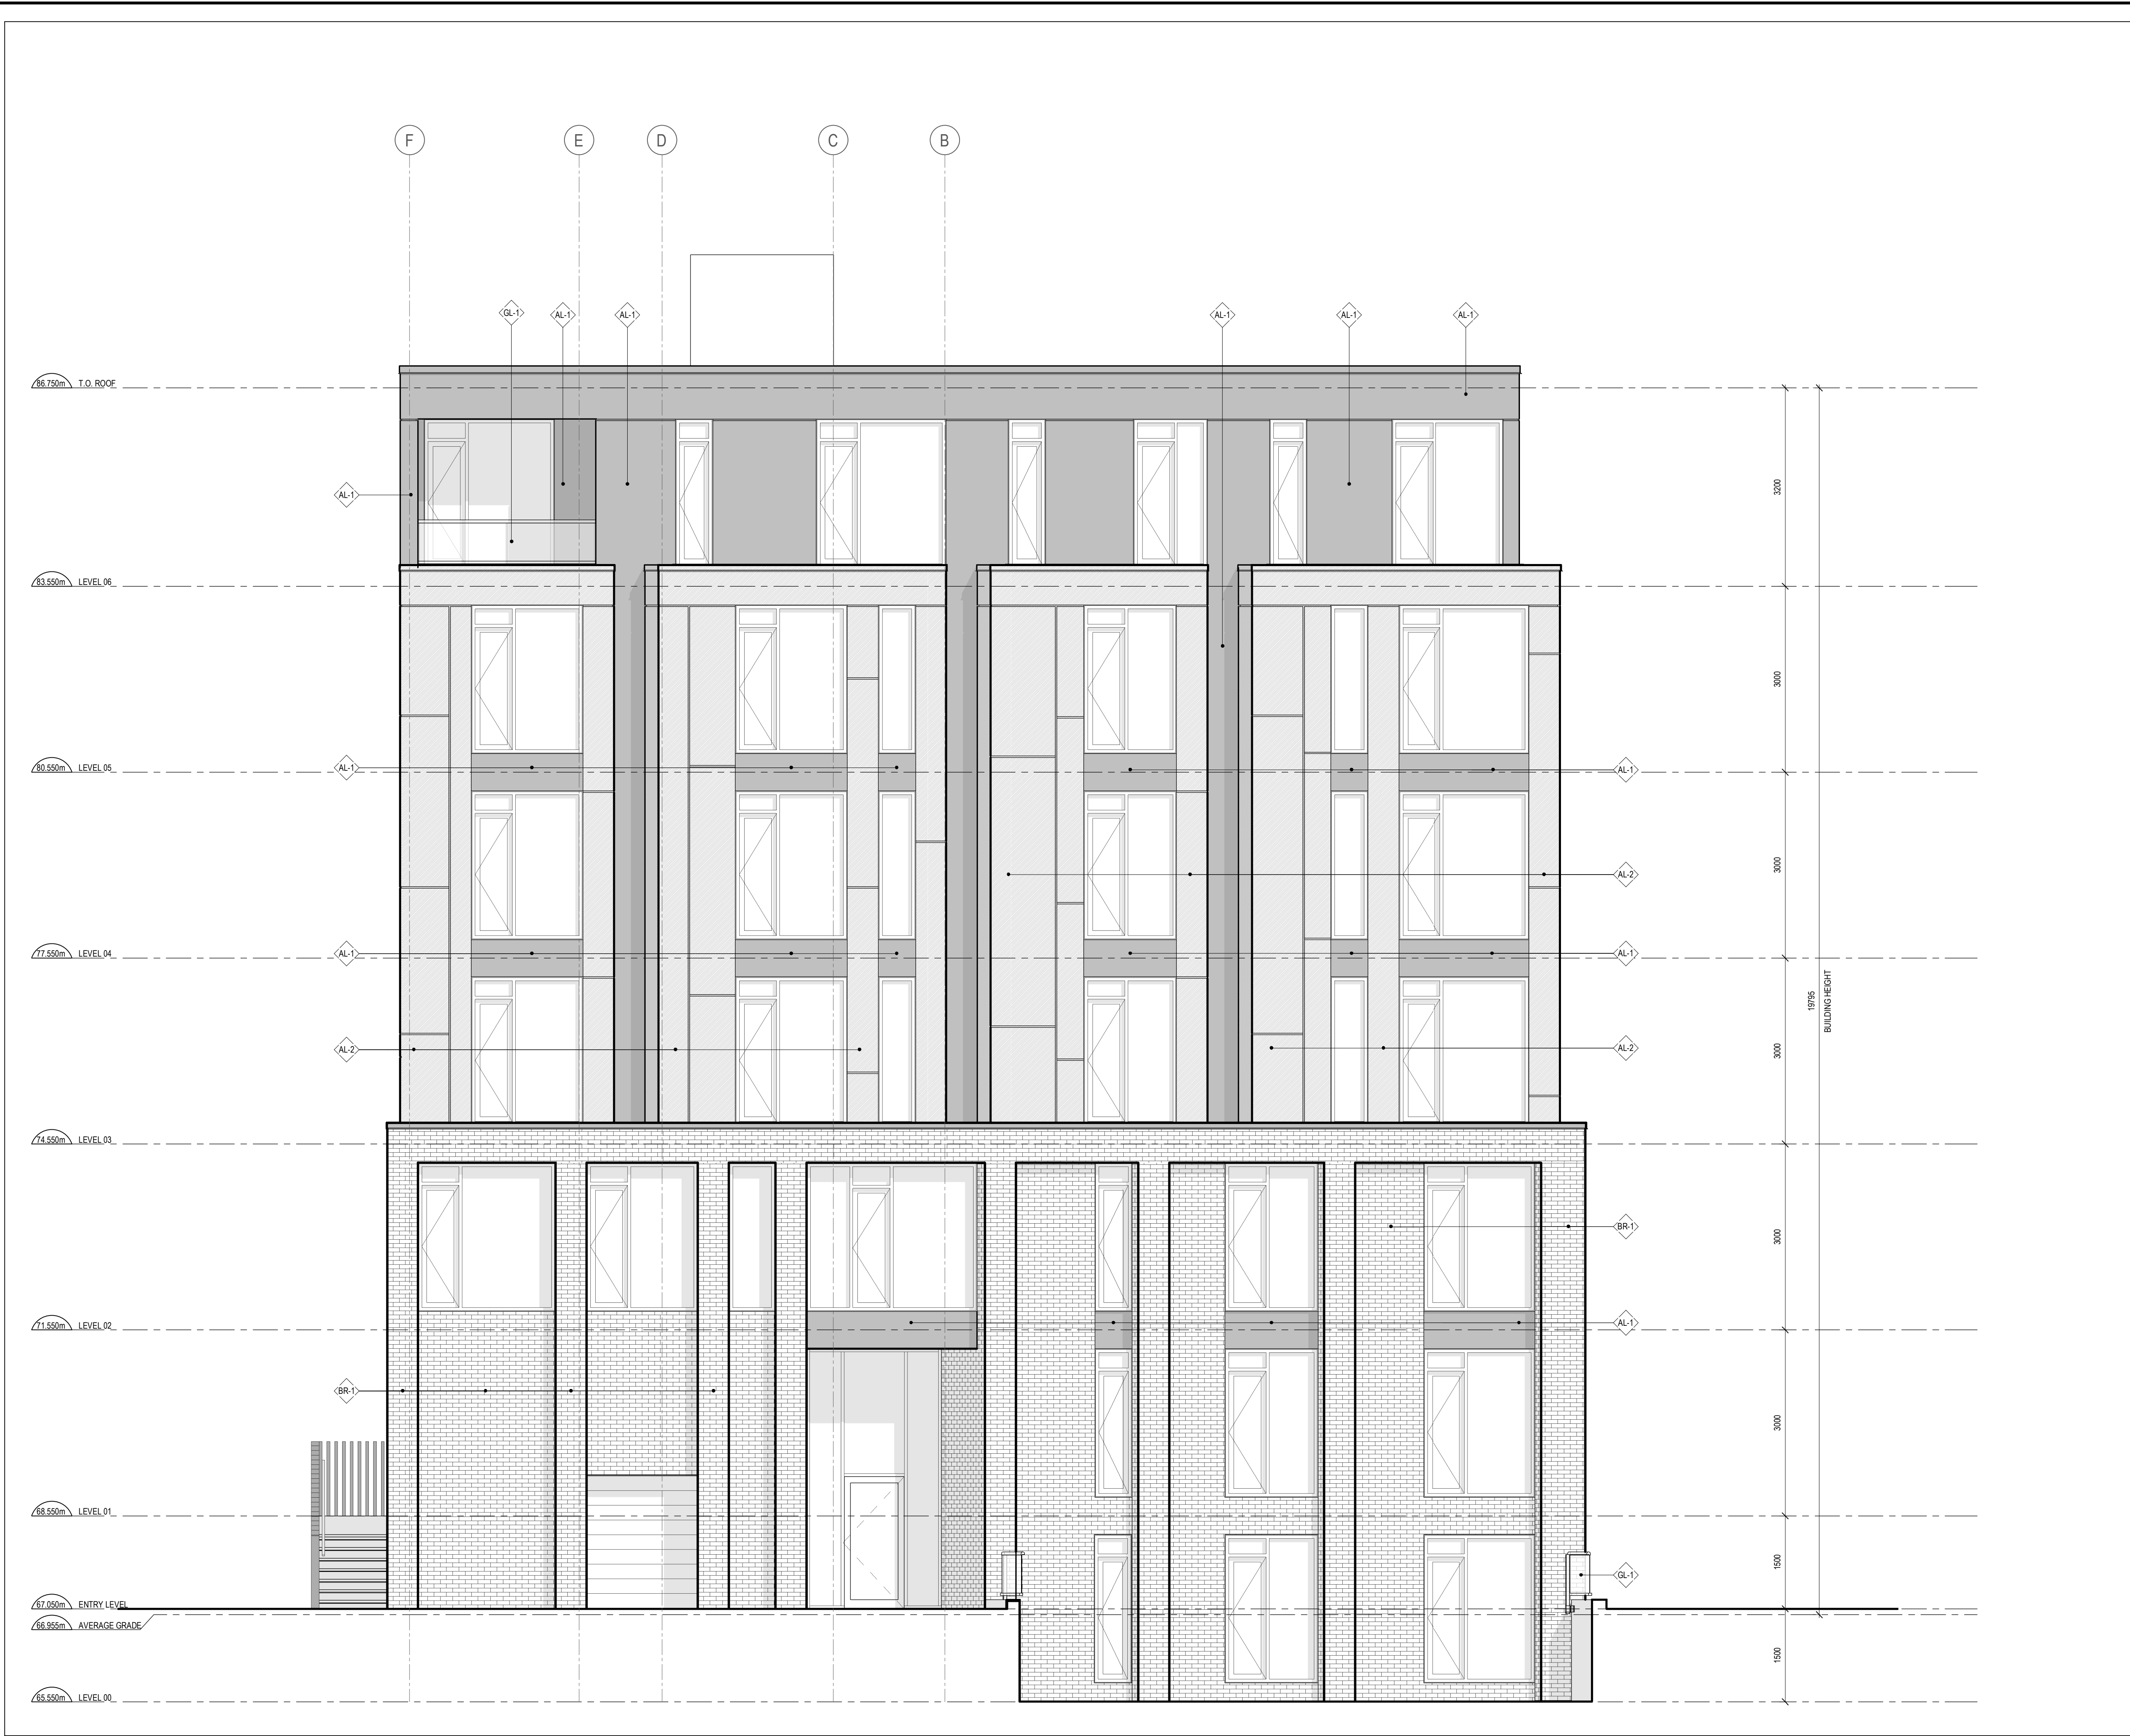 F E D C B
GL-1 AL-1 AL-1 AL-1 AL-1 AL-1
86.750m T.O. ROOF
3200
AL-1
83.550m LEVEL 06
3000
80.550m LEVEL 05 AL-1 AL-1
3000
AL-2
77.550m LEVEL 04 AL-1 AL-1
19795
BUILDING HEIGHT
3000
AL-2 AL-2
74.550m LEVEL 03
BR-1
3000
71.550m LEVEL 02 AL-1
BR-1
3000
68.550m LEVEL 01
1500
GL-1
67.050m ENTRY LEVEL
66.955m AVERAGE GRADE
1500
65.550m LEVEL 00